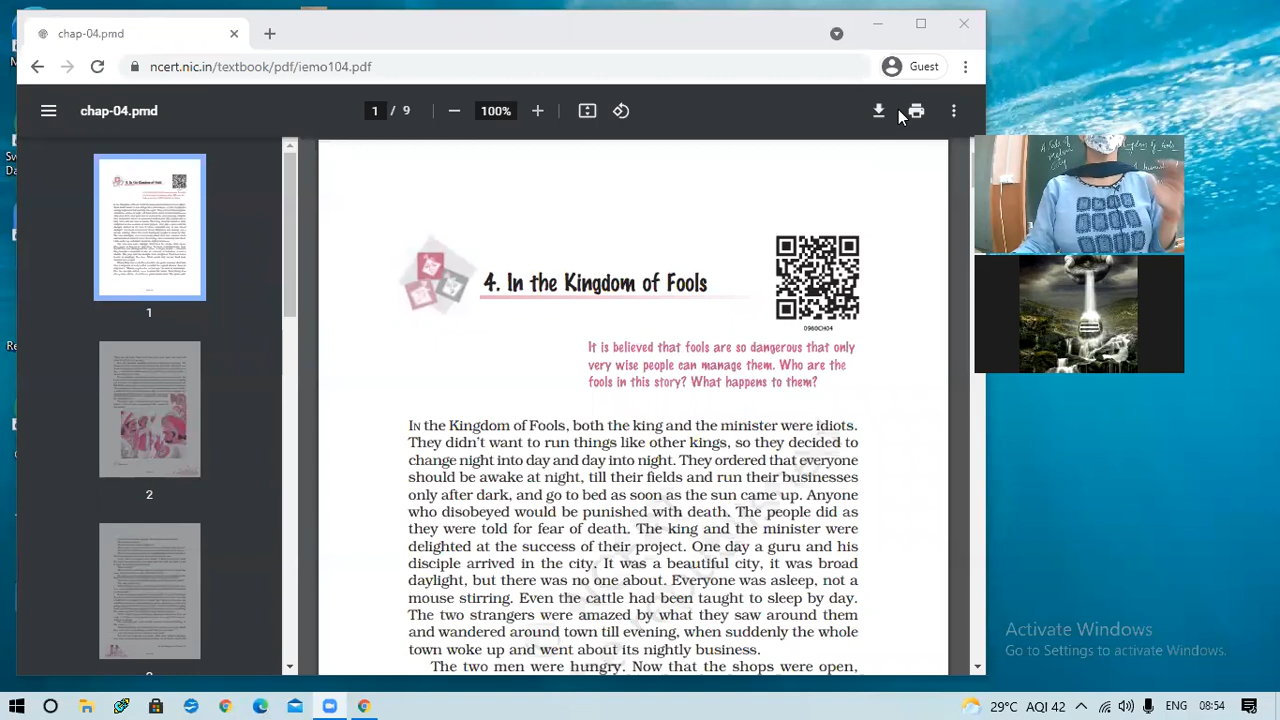 chap-04.pmd
ncert.nic.in/textbook/pdf/iemo104.pdf
Guest
chap-04.pmd
1 / 9
100%
4. In the Kingdom of Fools
0960CH04
It is believed that fools are so dangerous that only
very wise people can manage them. Who are the
fools in this story? What happens to them?
IN the Kingdom of Fools, both the king and the minister were idiots.
They didn't want to run things like other kings, so they decided to
change night into day and day into night. They ordered that everyone
should be awake at night, till their fields and run their businesses
only after dark, and go to bed as soon as the sun came up. Anyone
who disobeyed would be punished with death. The people did as
they were told for fear of death. The king and the minister were
delighted at the success of their project. One day a guru and his
disciple arrived in the city. It was a beautiful city, it was broad
daylight, but there was no one about. Everyone was asleep, not a
mouse stirring. Even the cattle had been taught to sleep by day.
The two strangers were amazed by what they saw around them
and wandered around town till evening, when suddenly the whole
town woke up and went about its nightly business.
The two men were hungry. Now that the shops were open,
1
2
Activate Windows
Go to Settings to activate Windows.
29°C AQI 42
ENG
08:54